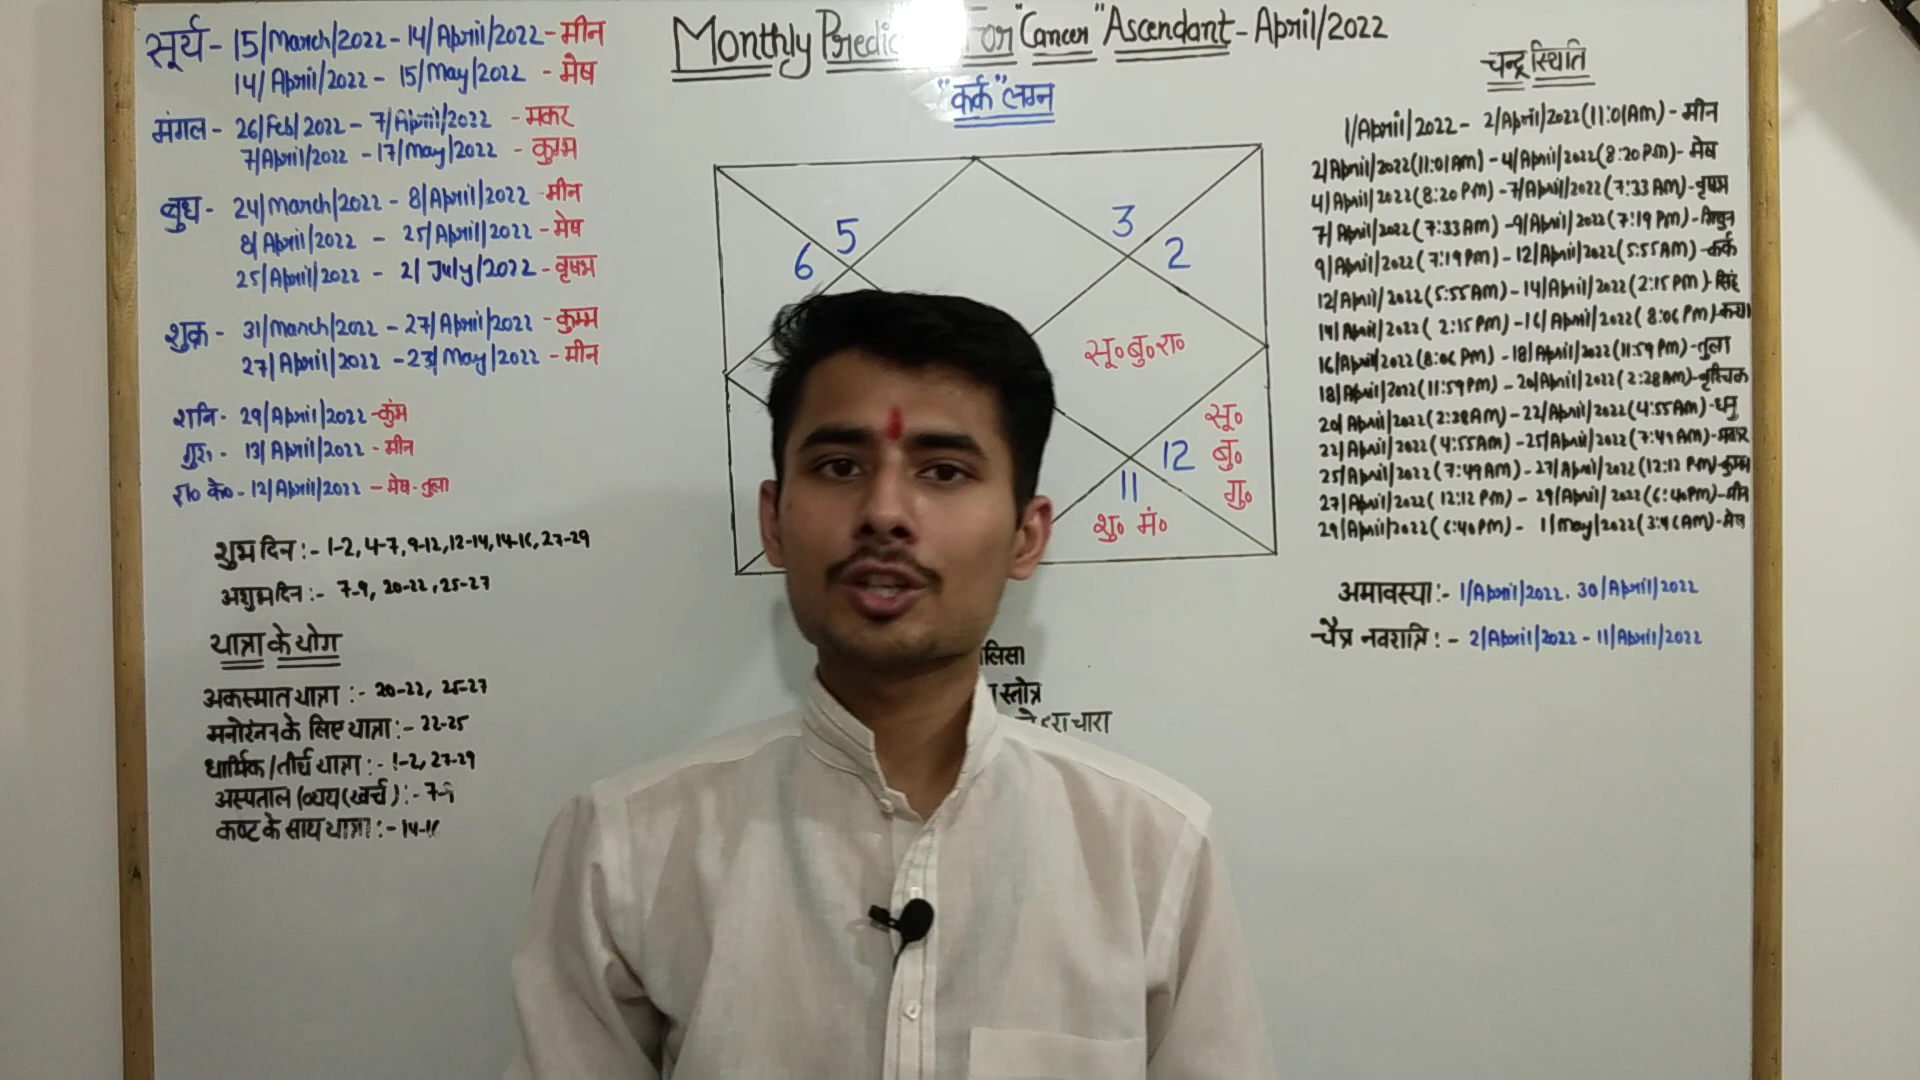 Monthly Predic For "Cancer" Ascendant - April/2022
"कर्क" लग्न
सूर्य - 15/March/2022 - 14/April/2022 - मीन
14/April/2022 - 15/May/2022 - मेष
मंगल - 26/Feb/2022 - 7/April/2022 - मकर
7/April/2022 - 17/May/2022 - कुम्भ
बुध - 24/March/2022 - 8/April/2022 - मीन
8/April/2022 - 25/April/2022 - मेष
25/April/2022 - 2/July/2022 - वृषभ
शुक्र - 31/March/2022 - 27/April/2022 - कुम्भ
27/April/2022 - 23/May/2022 - मीन
शनि - 29/April/2022 - कुंभ
गुरु - 13/April/2022 - मीन
रा० के० - 12/April/2022 - मेष-तुला
शुभ दिन :- 1-2, 4-7, 9-12, 12-14, 14-16, 27-29
अशुभ दिन :- 7-9, 20-22, 25-27
यात्रा के योग
अकस्मात यात्रा :- 20-22, 25-27
मनोरंजन के लिए यात्रा :- 22-25
धार्मिक/तीर्थ यात्रा :- 1-2, 27-29
अस्पताल (व्यय(खर्च) :- 7-9
कष्ट के साथ यात्रा :- 14-16
5
6
3
2
सू० बु० रा०
सू०
12 बु०
गु०
11
शु० मं०
लिसा
स्तोत्र
रा चारा
चन्द्र स्थिति
1/April/2022 - 2/April/2022(11:01AM) - मीन
2/April/2022(11:01AM) - 4/April/2022(8:20PM) - मेष
4/April/2022(8:20PM) - 7/April/2022(7:33AM) - वृषभ
7/April/2022(7:33AM) - 9/April/2022(7:19PM) - मिथुन
9/April/2022(7:19PM) - 12/April/2022(5:55AM) - कर्क
12/April/2022(5:55AM) - 14/April/2022(2:15PM) - सिंह
14/April/2022(2:15PM) - 16/April/2022(8:06PM) - कन्या
16/April/2022(8:06PM) - 18/April/2022(11:59PM) - तुला
18/April/2022(11:59PM) - 20/April/2022(2:28AM) - वृश्चिक
20/April/2022(2:28AM) - 22/April/2022(4:55AM) - धनु
22/April/2022(4:55AM) - 25/April/2022(7:49AM) - मकर
25/April/2022(7:49AM) - 27/April/2022(12:12PM) - कुम्भ
27/April/2022(12:12PM) - 29/April/2022(6:40PM) - मीन
29/April/2022(6:40PM) - 1/May/2022(3:46AM) - मेष
अमावस्या :- 1/April/2022. 30/April/2022
चैत्र नवरात्रि :- 2/April/2022 - 11/April/2022